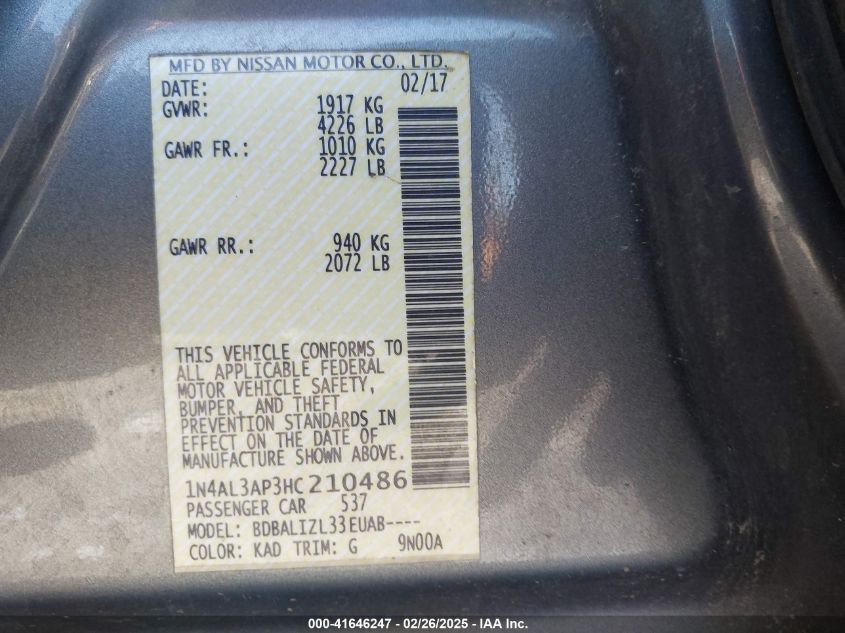 MFD BY NISSAN MOTOR CO., LTD.
DATE: 02/17
GVWR: 1917 KG
4226 LB
GAWR FR.: 1010 KG
2227 LB
GAWR RR.: 940 KG
2072 LB
THIS VEHICLE CONFORMS TO
ALL APPLICABLE FEDERAL
MOTOR VEHICLE SAFETY,
BUMPER, AND THEFT
PREVENTION STANDARDS IN
EFFECT ON THE DATE OF
MANUFACTURE SHOWN ABOVE.
1N4AL3AP3HC210486
PASSENGER CAR 537
MODEL: BDBALIZL33EUAB----
COLOR: KAD TRIM: G 9N00A
000-41646247 - 02/26/2025 - IAA Inc.